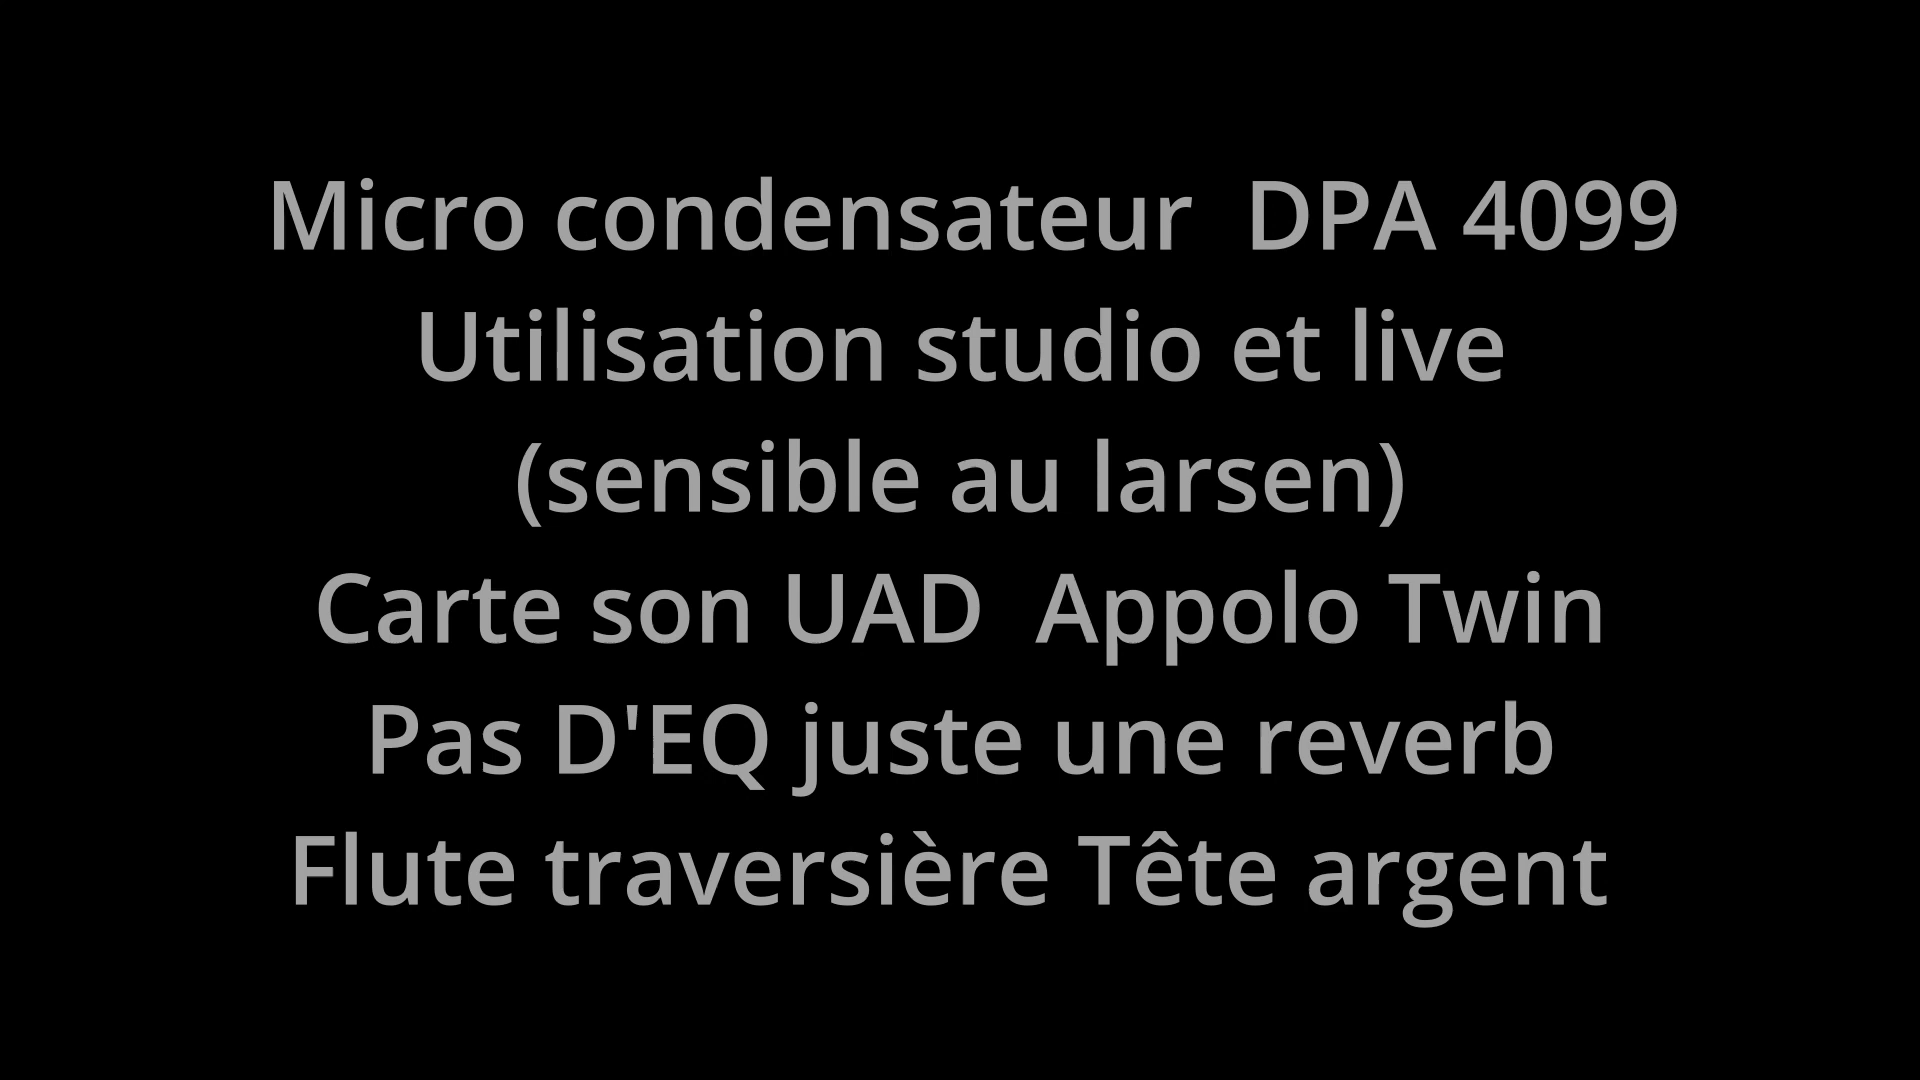 Micro condensateur  DPA 4099
Utilisation studio et live
(sensible au larsen)
Carte son UAD  Appolo Twin
Pas D'EQ juste une reverb
Flute traversière Tête argent